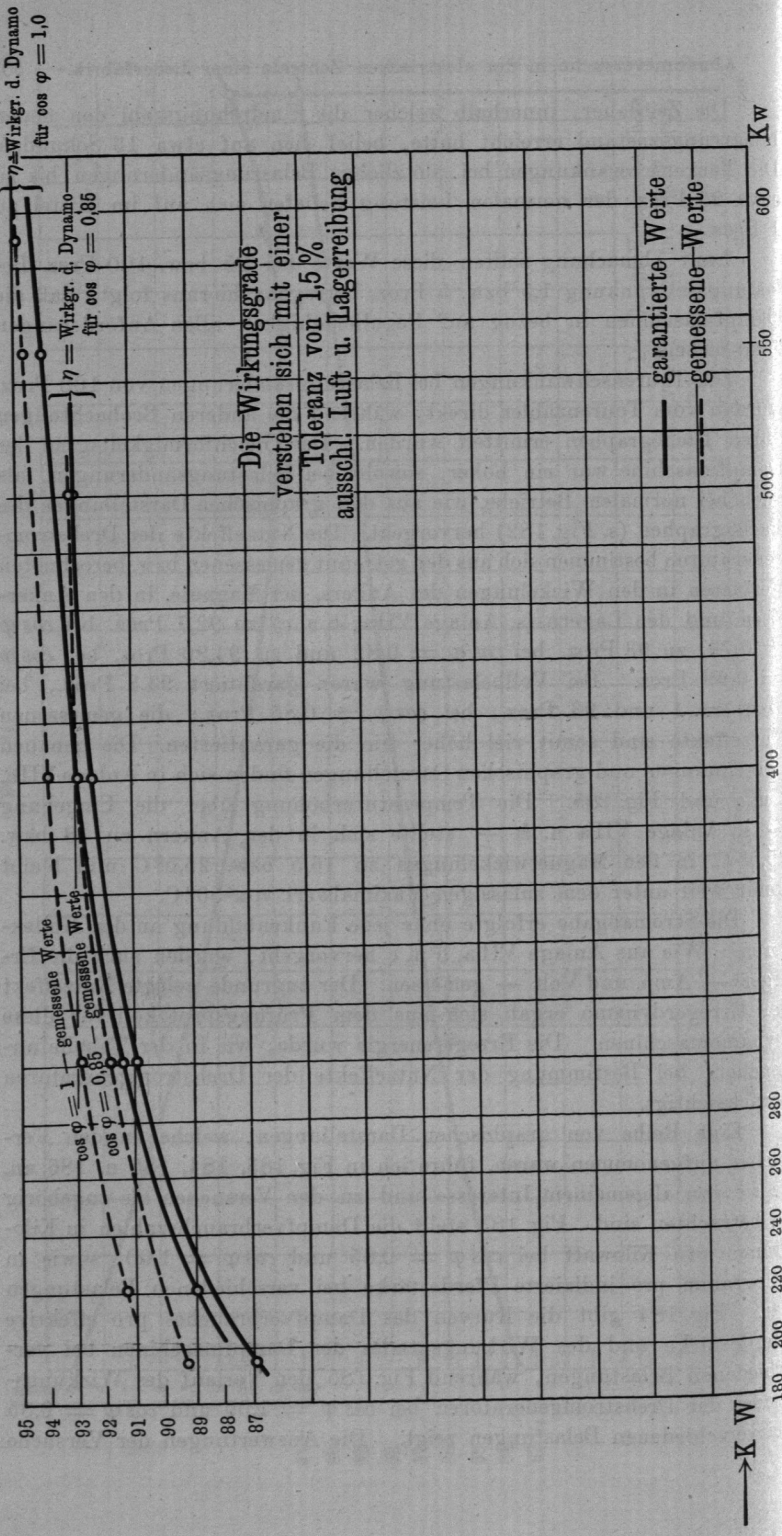 η = Wirkgr. d. Dynamo
für cos φ = 1,0
η = Wirkgr. d. Dynamo
für cos φ = 0,85
Die Wirkungsgrade
verstehen sich mit einer
Toleranz von 1,5 %
ausschl. Luft- u. Lagerreibung
garantierte Werte
gemessene Werte
cos φ = 1 – gemessene Werte
cos φ = 0,85 gemessene Werte
95
94
93
92
91
90
89
88
87
K W
180
200
220
240
260
280
400
500
550
600
Kw